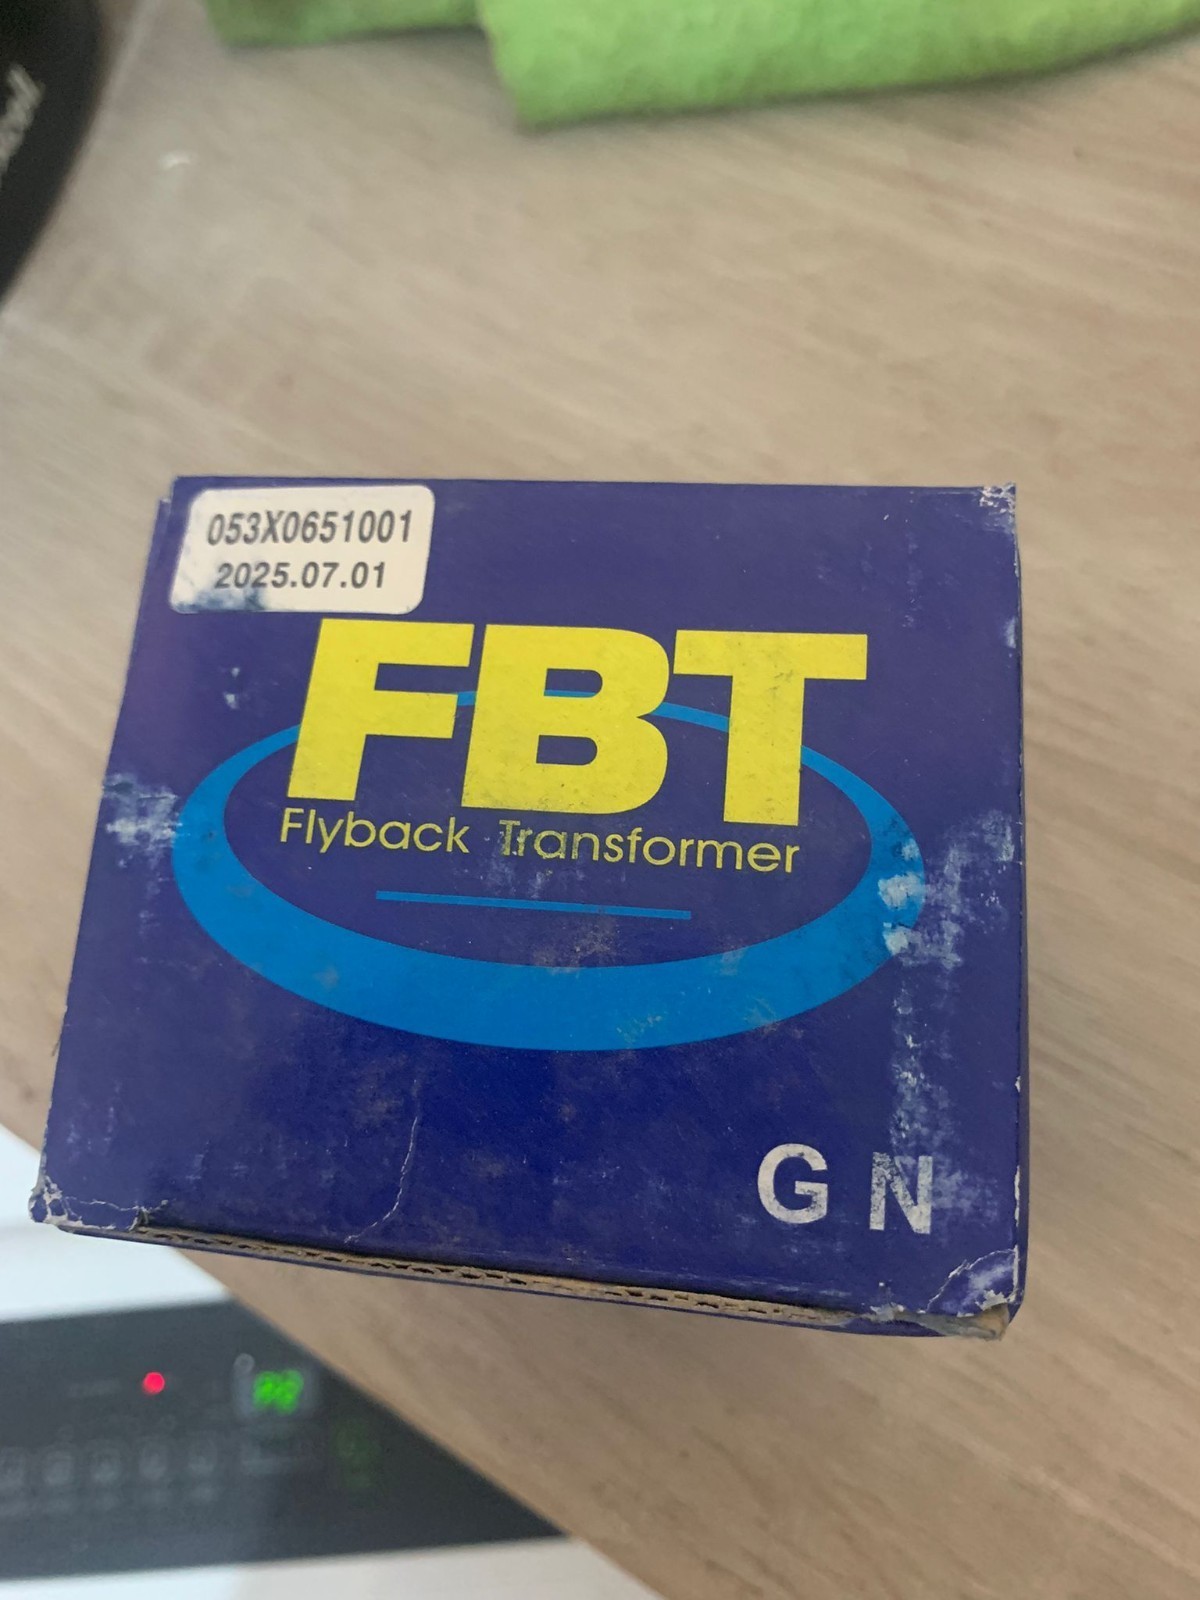 053X0651001
2025.07.01
FBT
Flyback Transformer
G N